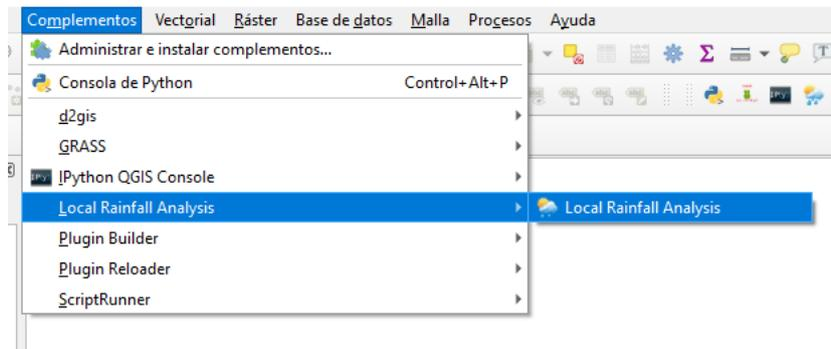 Complementos Vectorial Ráster Base de datos Malla Procesos Ayuda
Administrar e instalar complementos...
Consola de Python Control+Alt+P
d2gis
GRASS
IPython QGIS Console
Local Rainfall Analysis Local Rainfall Analysis
Plugin Builder
Plugin Reloader
ScriptRunner